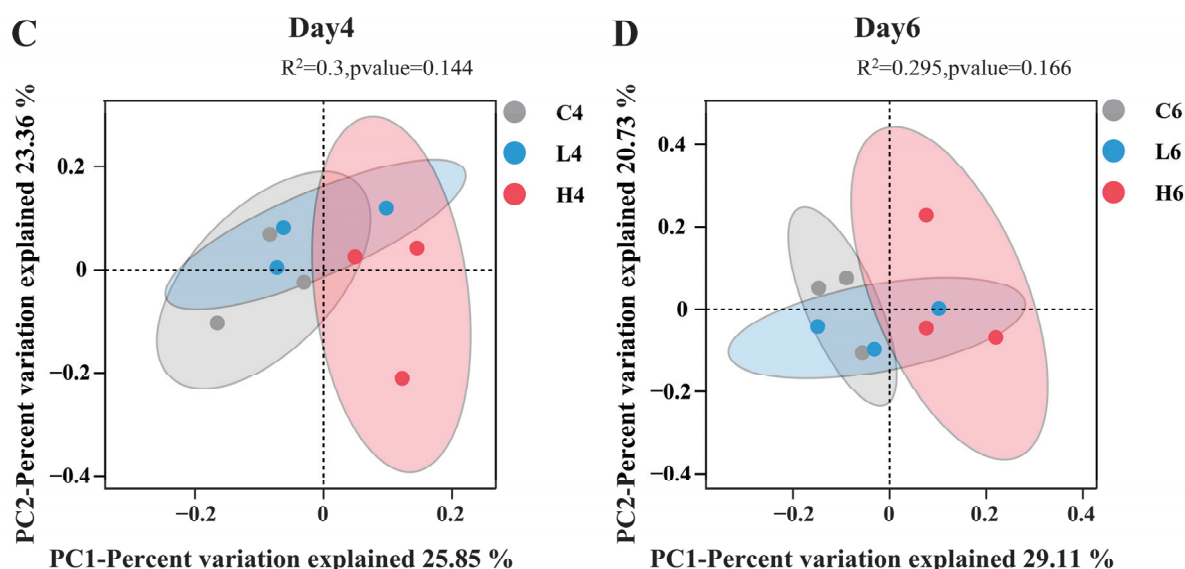 C
Day4
R²=0.3,pvalue=0.144
PC2-Percent variation explained 23.36 %
0.2
0
−0.2
−0.4
−0.2
0
0.2
PC1-Percent variation explained 25.85 %
C4
L4
H4
D
Day6
R²=0.295,pvalue=0.166
PC2-Percent variation explained 20.73 %
0.4
0.2
0
−0.2
−0.4
−0.2
0
0.2
0.4
PC1-Percent variation explained 29.11 %
C6
L6
H6